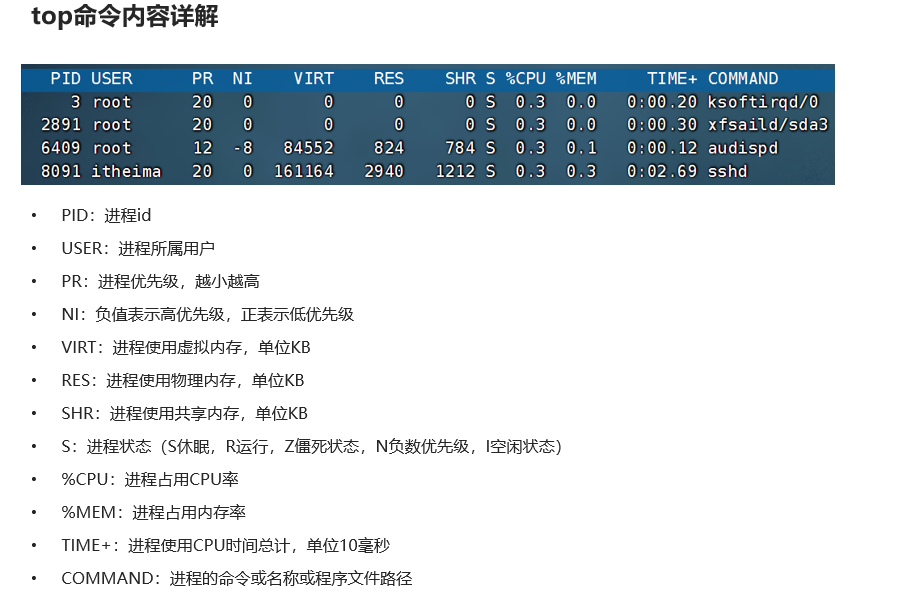 top命令内容详解
PID USER PR NI VIRT RES SHR S %CPU %MEM TIME+ COMMAND
3 root 20 0 0 0 0 S 0.3 0.0 0:00.20 ksoftirqd/0
2891 root 20 0 0 0 0 S 0.3 0.0 0:00.30 xfsaild/sda3
6409 root 12 -8 84552 824 784 S 0.3 0.1 0:00.12 audispd
8091 itheima 20 0 161164 2940 1212 S 0.3 0.3 0:02.69 sshd
• PID：进程id
• USER：进程所属用户
• PR：进程优先级，越小越高
• NI：负值表示高优先级，正表示低优先级
• VIRT：进程使用虚拟内存，单位KB
• RES：进程使用物理内存，单位KB
• SHR：进程使用共享内存，单位KB
• S：进程状态（S休眠，R运行，Z僵死状态，N负数优先级，I空闲状态）
• %CPU：进程占用CPU率
• %MEM：进程占用内存率
• TIME+：进程使用CPU时间总计，单位10毫秒
• COMMAND：进程的命令或名称或程序文件路径